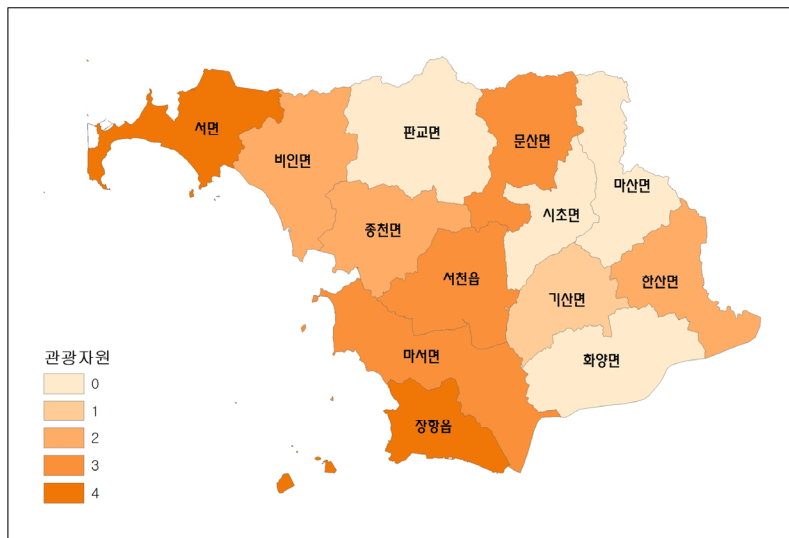 서면
비인면
판교면
문산면
마산면
시초면
종천면
서천읍
기산면
한산면
마서면
화양면
장항읍
관광자원
0
1
2
3
4